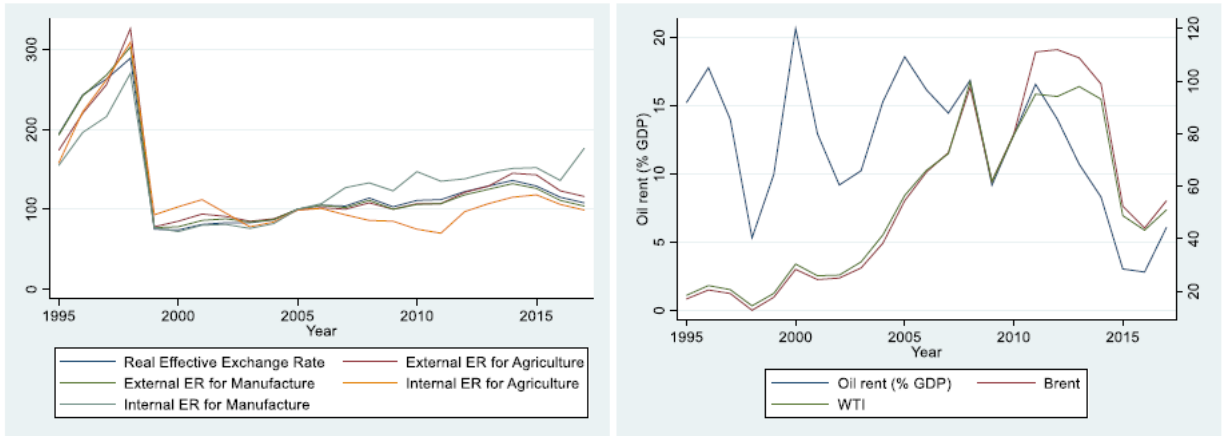 300
200
100
0
1995
2000
2005
2010
2015
Year
Real Effective Exchange Rate
External ER for Agriculture
External ER for Manufacture
Internal ER for Agriculture
Internal ER for Manufacture
Oil rent (% GDP)
20
15
10
5
0
120
100
80
60
40
20
1995
2000
2005
2010
2015
Year
Oil rent (% GDP)
Brent
WTI